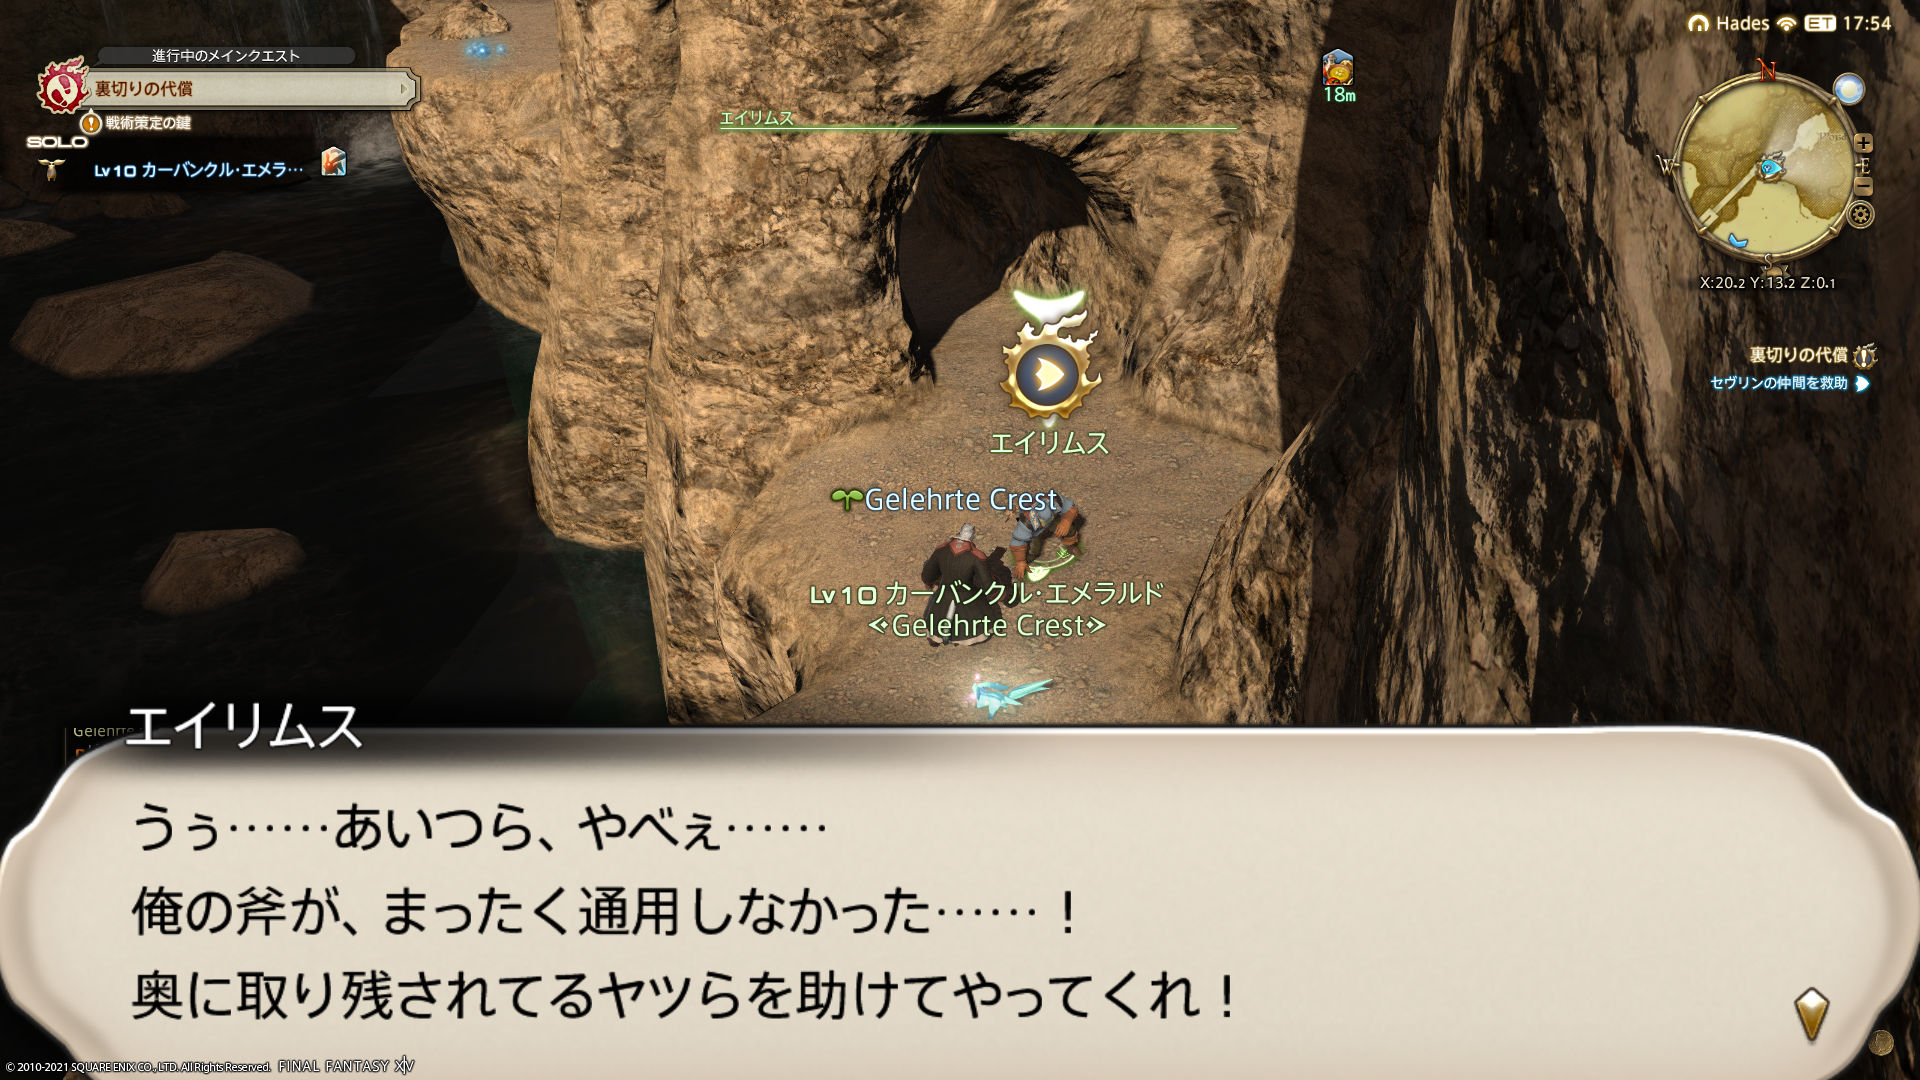 進行中のメインクエスト
裏切りの代償
戦術策定の鍵
SOLO
Lv10 カーバンクル·エメラ…
エイリムス
18m
Hades ET 17:54
N
W
E
S
X:20.2 Y:13.2 Z:0.1
裏切りの代償
セヴリンの仲間を救助
エイリムス
Gelehrte Crest
Lv10 カーバンクル·エメラルド
Gelehrte Crest
Gelehrte
エイリムス
うぅ……あいつら、やべぇ……
俺の斧が、まったく通用しなかった……！
奥に取り残されてるヤツらを助けてやってくれ！
© 2010-2021 SQUARE ENIX CO., LTD. All Rights Reserved. FINAL FANTASY XIV